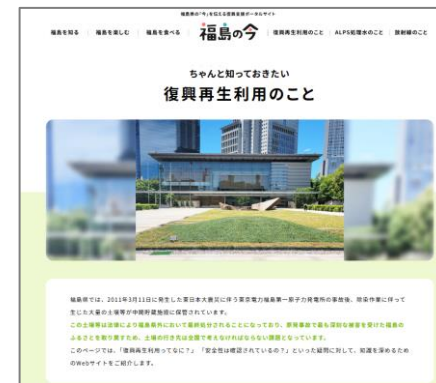 福島県の「今」を伝える復興支援ポータルサイト
福島を知る
福島を楽しむ
福島を食べる
福島の今
復興再生利用のこと
ALPS処理水のこと
放射線のこと
ちゃんと知っておきたい
復興再生利用のこと
福島県では、2011年3月11日に発生した東日本大震災に伴う東京電力福島第一原子力発電所の事故後、除染作業に伴って
生じた大量の土壌等が中間貯蔵施設に保管されています。
この土壌等は法律により福島県外において最終処分されることになっており、原発事故で最も深刻な被害を受けた福島の
ふるさとを取り戻すため、土壌の行き先は全国で考えなければならない課題となっています。
このページでは、「復興再生利用ってなに？」「安全性は確認されているの？」といった疑問に対して、知識を深めるため
のWebサイトをご紹介します。